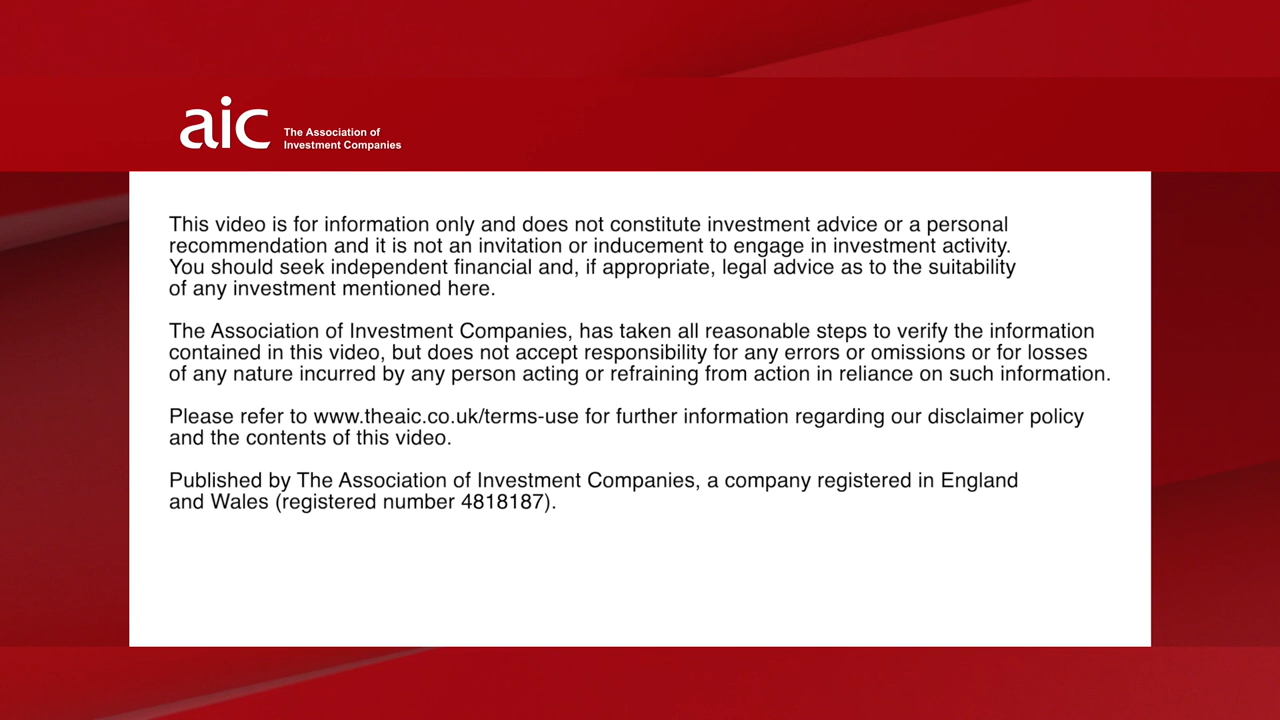 aic
The Association of
Investment Companies
This video is for information only and does not constitute investment advice or a personal
recommendation and it is not an invitation or inducement to engage in investment activity.
You should seek independent financial and, if appropriate, legal advice as to the suitability
of any investment mentioned here.
The Association of Investment Companies, has taken all reasonable steps to verify the information
contained in this video, but does not accept responsibility for any errors or omissions or for losses
of any nature incurred by any person acting or refraining from action in reliance on such information.
Please refer to www.theaic.co.uk/terms-use for further information regarding our disclaimer policy
and the contents of this video.
Published by The Association of Investment Companies, a company registered in England
and Wales (registered number 4818187).